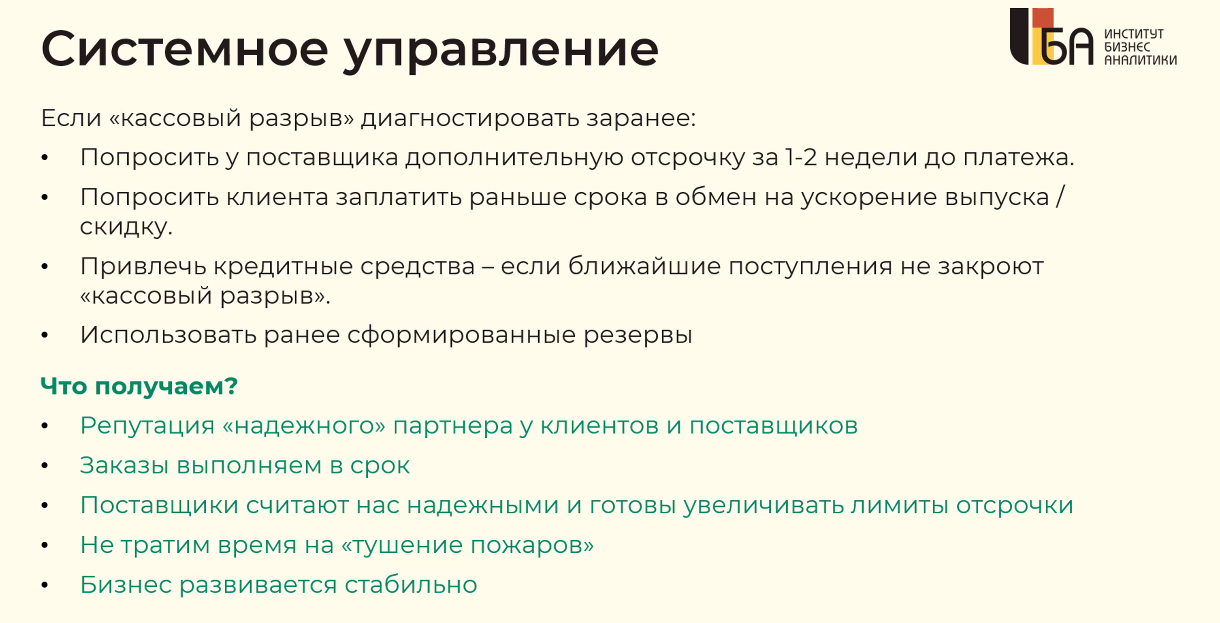 Системное управление
ИБА
ИНСТИТУТ
БИЗНЕС
АНАЛИТИКИ
Если «кассовый разрыв» диагностировать заранее:
• Попросить у поставщика дополнительную отсрочку за 1-2 недели до платежа.
• Попросить клиента заплатить раньше срока в обмен на ускорение выпуска /
скидку.
• Привлечь кредитные средства – если ближайшие поступления не закроют
«кассовый разрыв».
• Использовать ранее сформированные резервы
Что получаем?
• Репутация «надежного» партнера у клиентов и поставщиков
• Заказы выполняем в срок
• Поставщики считают нас надежными и готовы увеличивать лимиты отсрочки
• Не тратим время на «тушение пожаров»
• Бизнес развивается стабильно